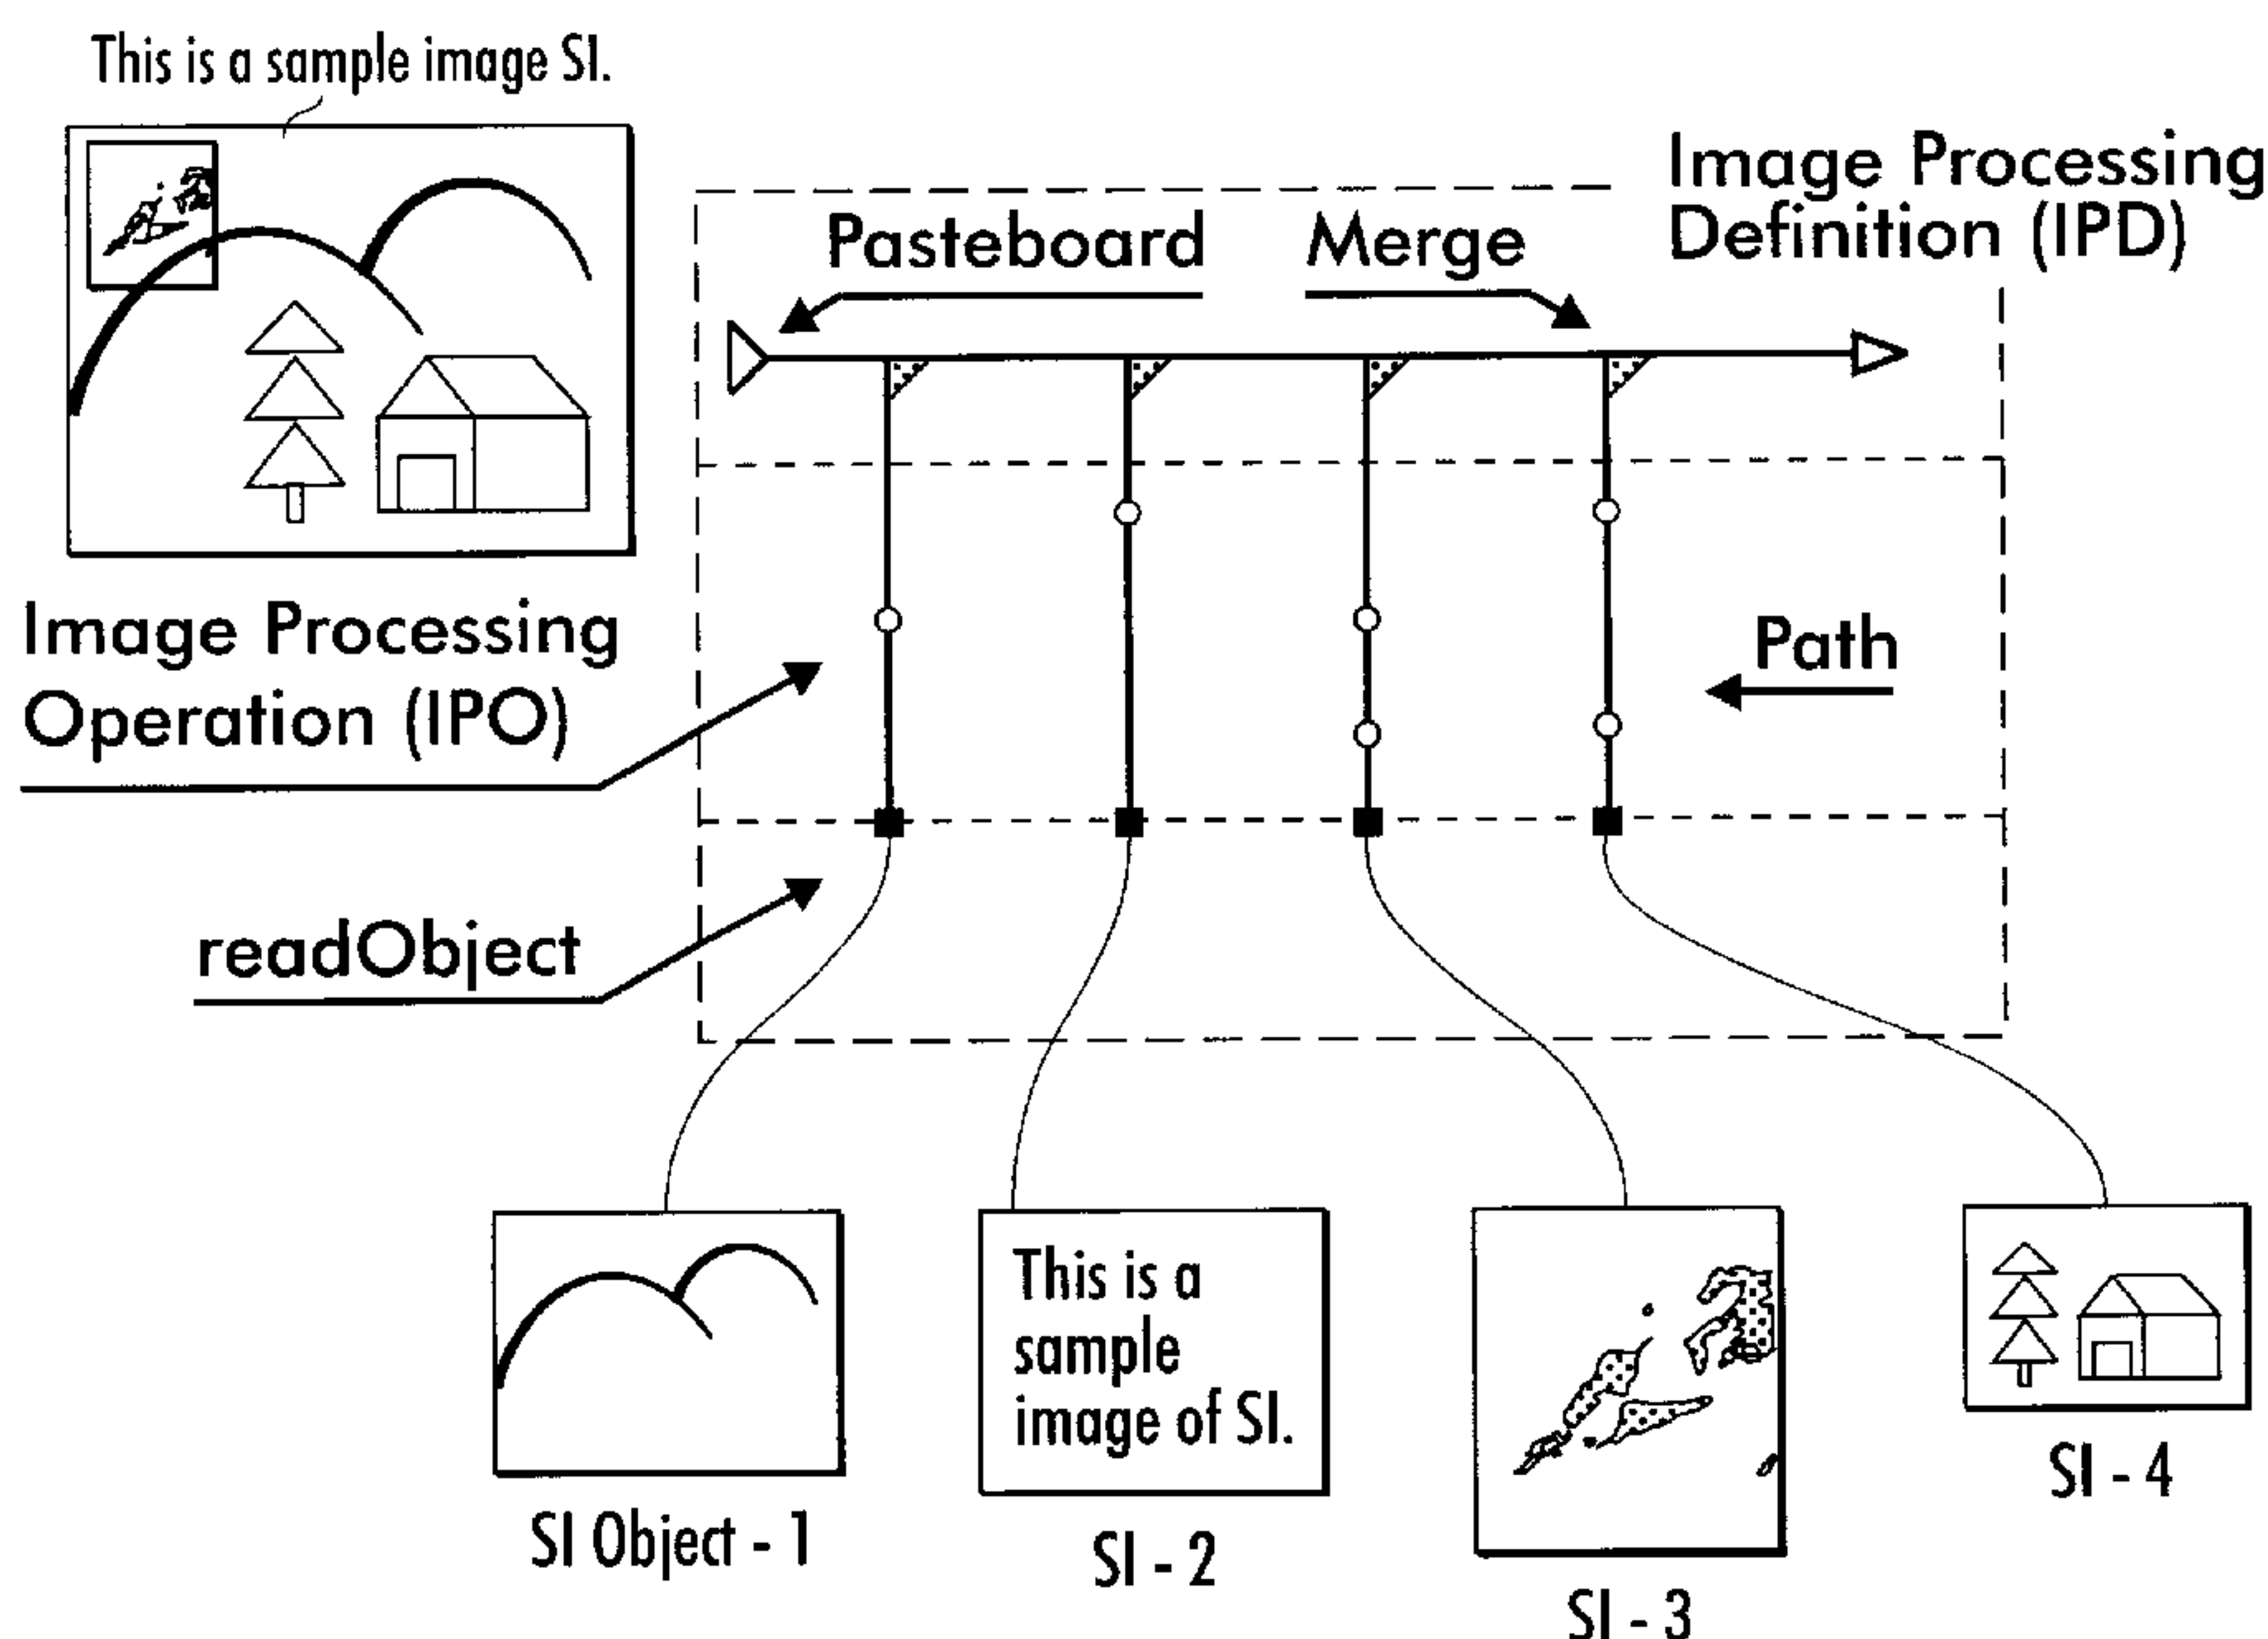 This is a sample image SI.
Image Processing
Definition (IPD)
Pasteboard
Merge
Image Processing
Operation (IPO)
Path
readObject
This is a
sample
image of SI.
SI Object - 1
SI - 2
SI - 3
SI - 4